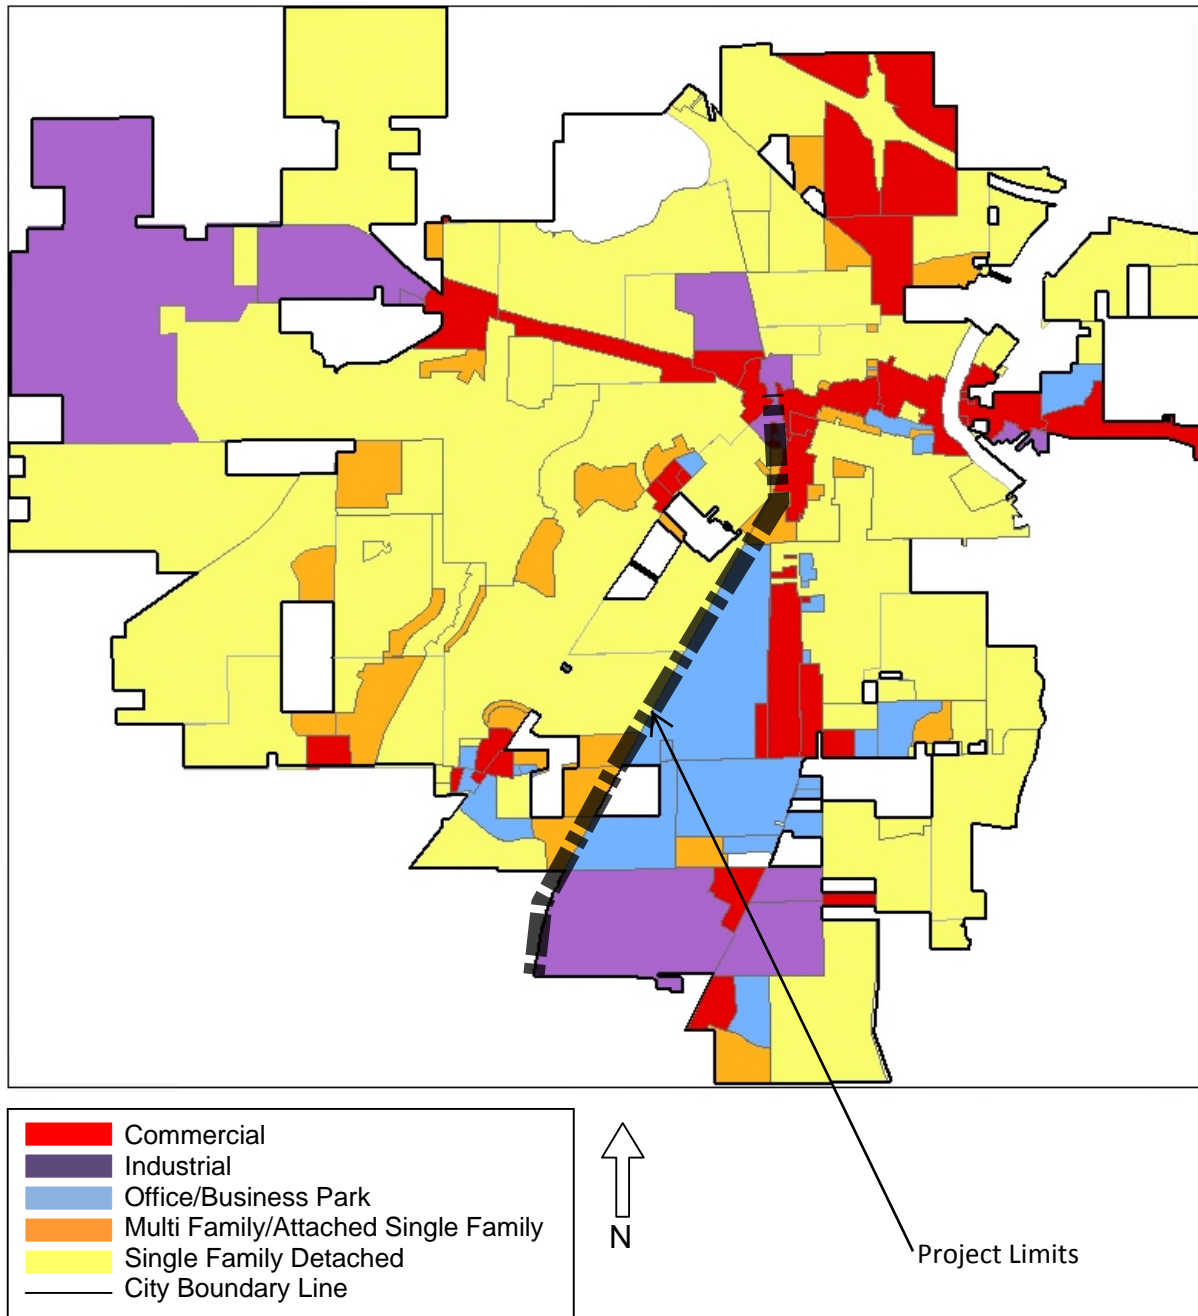 Commercial
Industrial
Office/Business Park
Multi Family/Attached Single Family
Single Family Detached
City Boundary Line
N
Project Limits